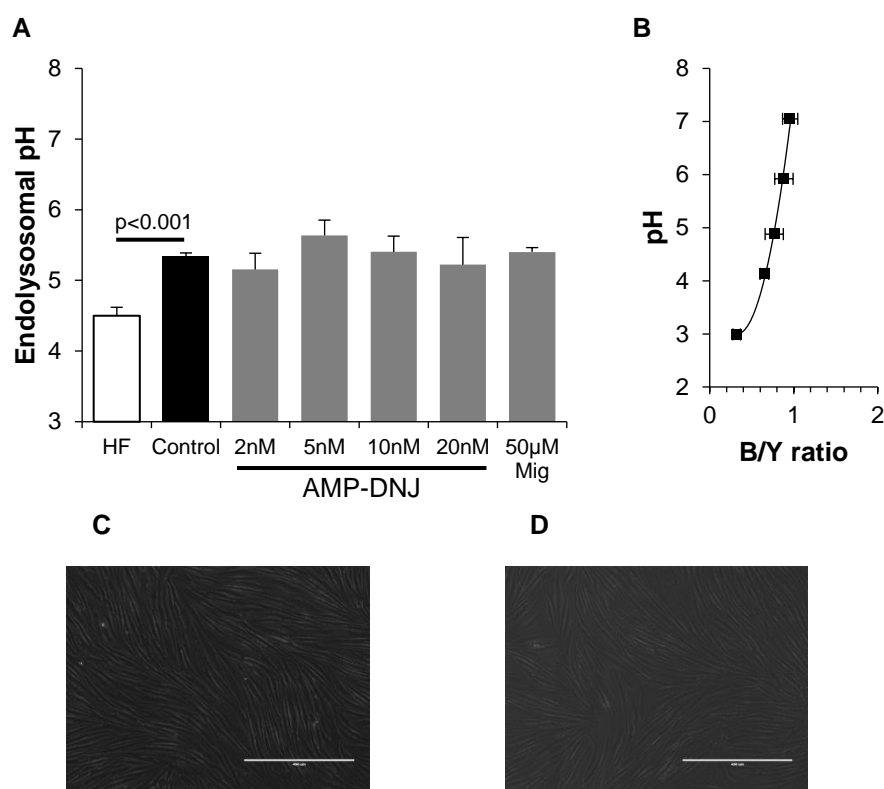 A
8
7
6
5
4
3
Endolysosomal pH
p<0.001
HF Control 2nM 5nM 10nM 20nM 50µM
Mig
AMP-DNJ
B
8
7
6
5
4
3
2
pH
0 1 2
B/Y ratio
C
D